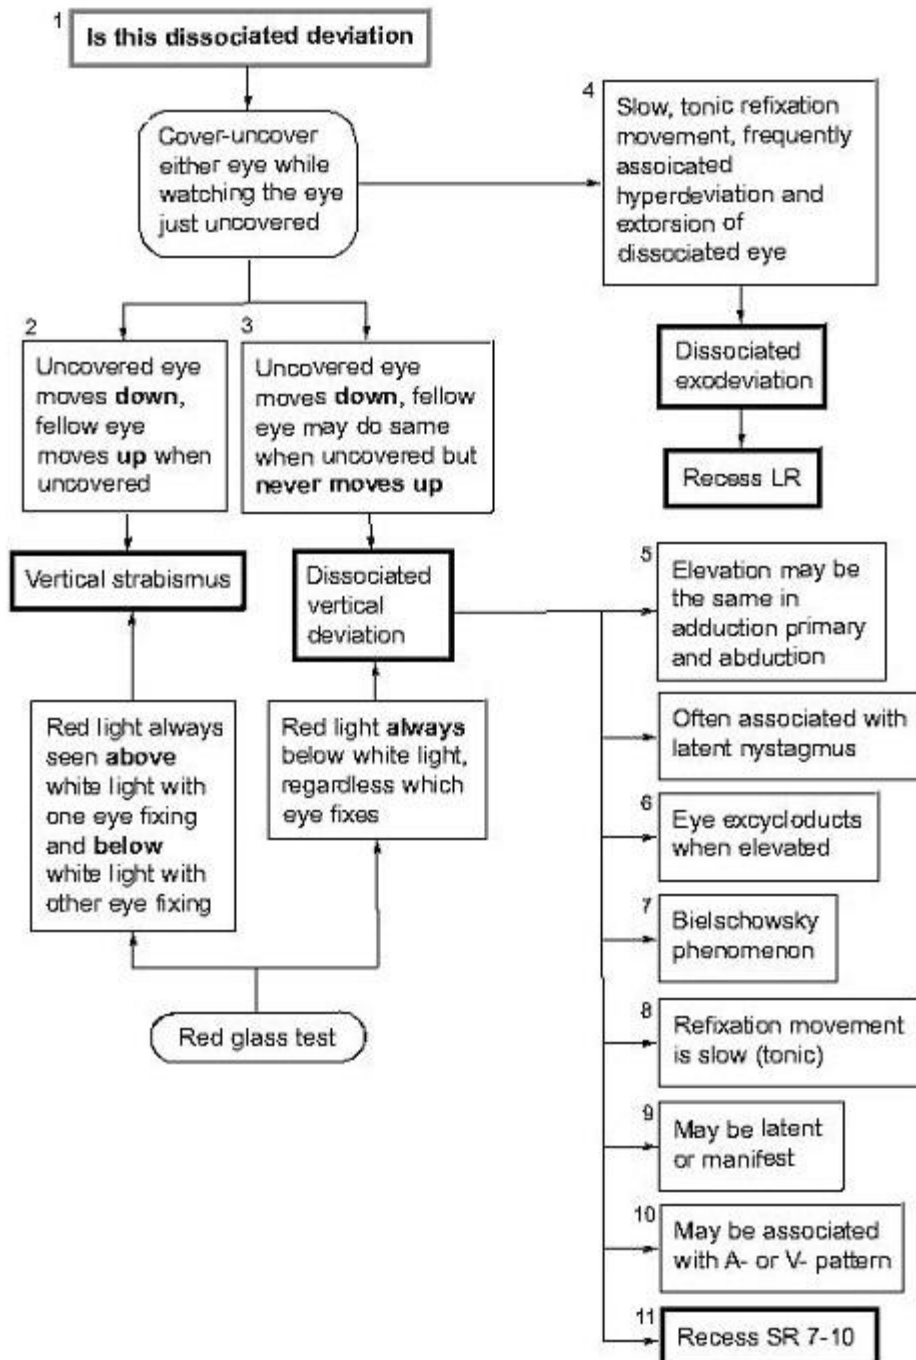 1
Is this dissociated deviation
Cover-uncover
either eye while
watching the eye
just uncovered
4
Slow, tonic refixation
movement, frequently
assoicated
hyperdeviation and
extorsion of
dissociated eye
Dissociated
exodeviation
Recess LR
2
Uncovered eye
moves down,
fellow eye
moves up when
uncovered
3
Uncovered eye
moves down, fellow
eye may do same
when uncovered but
never moves up
Vertical strabismus
Dissociated
vertical
deviation
Red light always
seen above
white light with
one eye fixing
and below
white light with
other eye fixing
Red light always
below white light,
regardless which
eye fixes
Red glass test
5
Elevation may be
the same in
adduction primary
and abduction
Often associated with
latent nystagmus
6
Eye excycloducts
when elevated
7
Bielschowsky
phenomenon
8
Refixation movement
is slow (tonic)
9
May be latent
or manifest
10
May be associated
with A- or V- pattern
11
Recess SR 7-10